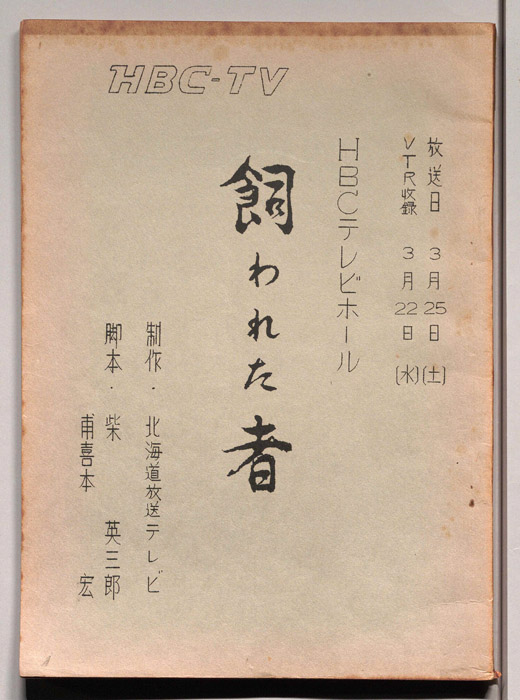 HBC-TV
放送日 3月25日(土)
VTR収録 3月22日(水)
HBCテレビホール
飼われた者
制作・北海道放送テレビ
脚本・柴 英三郎
甫喜本 宏